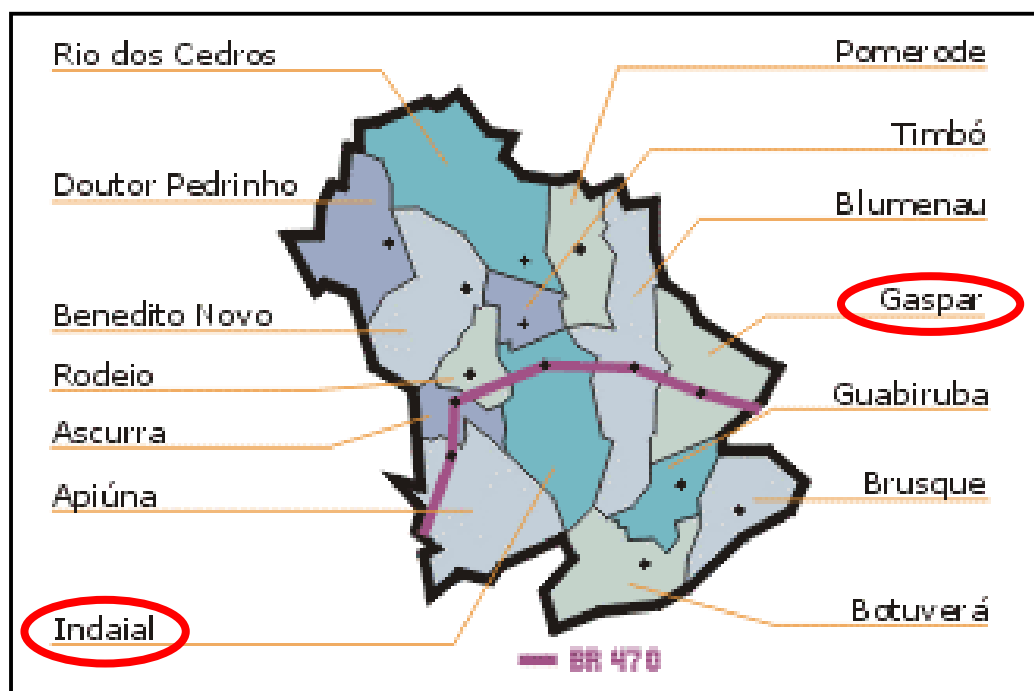 Rio dos Cedros
Doutor Pedrinho
Benedito Novo
Rodeio
Ascurra
Apiúna
Indaial
Pomerode
Timbó
Blumenau
Gaspar
Guabiruba
Brusque
Botuverá
BR 470